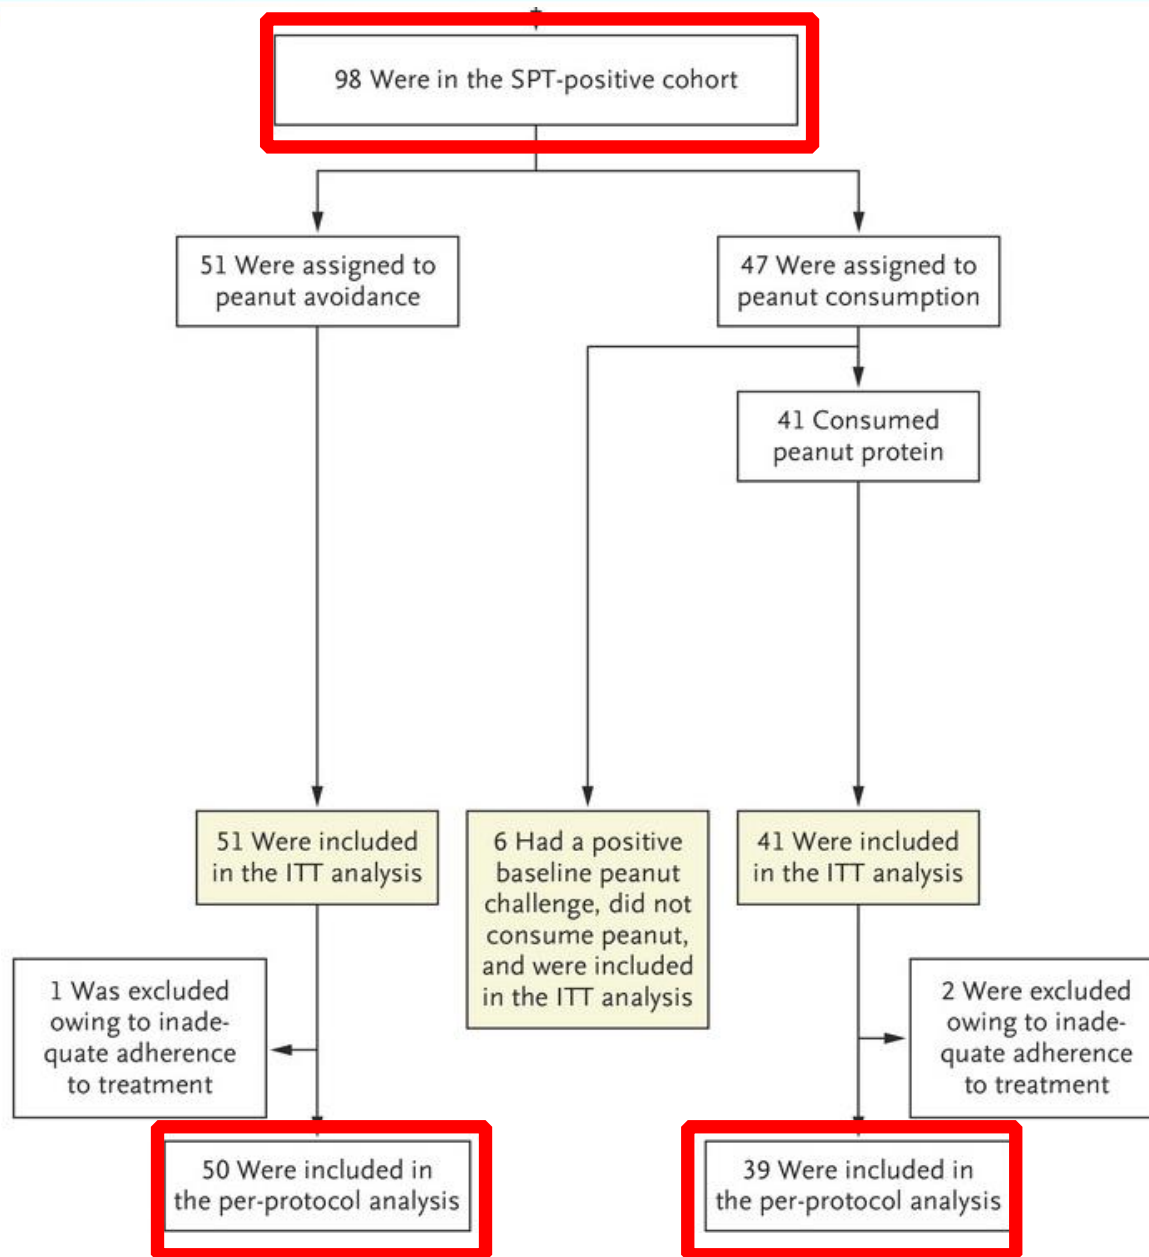 98 Were in the SPT-positive cohort
51 Were assigned to
peanut avoidance
47 Were assigned to
peanut consumption
41 Consumed
peanut protein
51 Were included
in the ITT analysis
6 Had a positive
baseline peanut
challenge, did not
consume peanut,
and were included
in the ITT analysis
41 Were included
in the ITT analysis
1 Was excluded
owing to inade-
quate adherence
to treatment
2 Were excluded
owing to inade-
quate adherence
to treatment
50 Were included in
the per-protocol analysis
39 Were included in
the per-protocol analysis